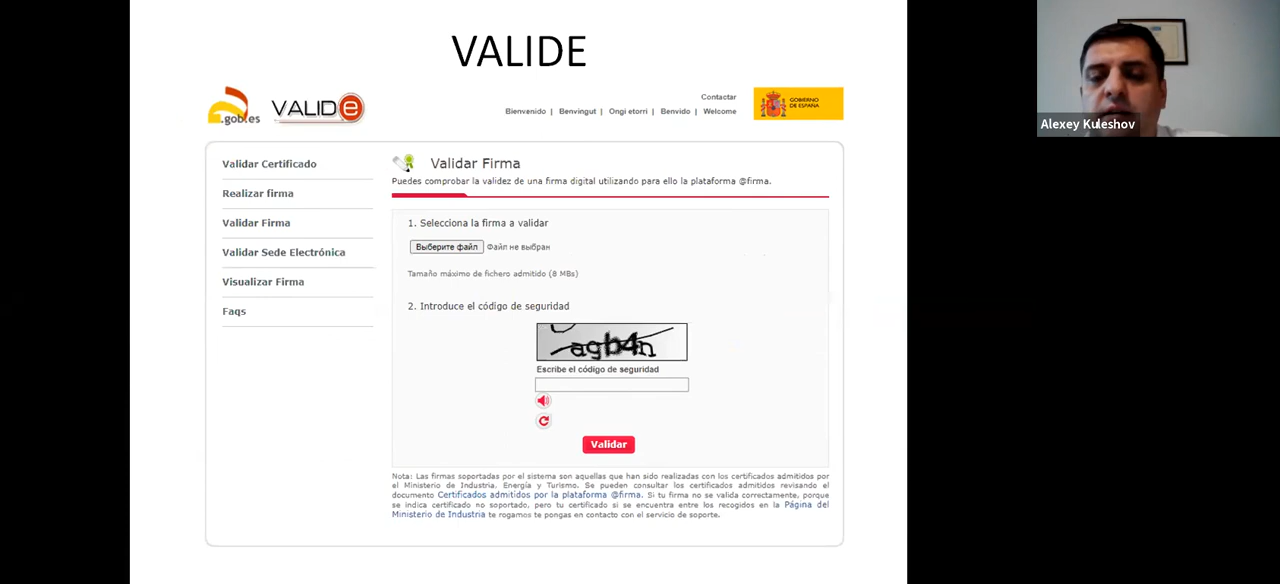 VALIDE
.gob.es
VALIDe
Contactar
Bienvenido | Benvingut | Ongi etorri | Benvido | Welcome
GOBIERNO
DE ESPAÑA
Alexey Kuleshov
Validar Certificado
Realizar firma
Validar Firma
Validar Sede Electrónica
Visualizar Firma
Faqs
Validar Firma
Puedes comprobar la validez de una firma digital utilizando para ello la plataforma @firma.
1. Selecciona la firma a validar
Выберите файл Файл не выбран
Tamaño máximo de fichero admitido (8 MBs)
2. Introduce el código de seguridad
agb4n
Escribe el código de seguridad
Validar
Nota: Las firmas soportadas por el sistema son aquellas que han sido realizadas con los certificados admitidos por
el Ministerio de Industria, Energía y Turismo. Se pueden consultar los certificados admitidos revisando el
documento Certificados admitidos por la plataforma @firma. Si tu firma no se valida correctamente, porque
se indica certificado no soportado, pero tu certificado si se encuentra entre los recogidos en la Página del
Ministerio de Industria te rogamos te pongas en contacto con el servicio de soporte.